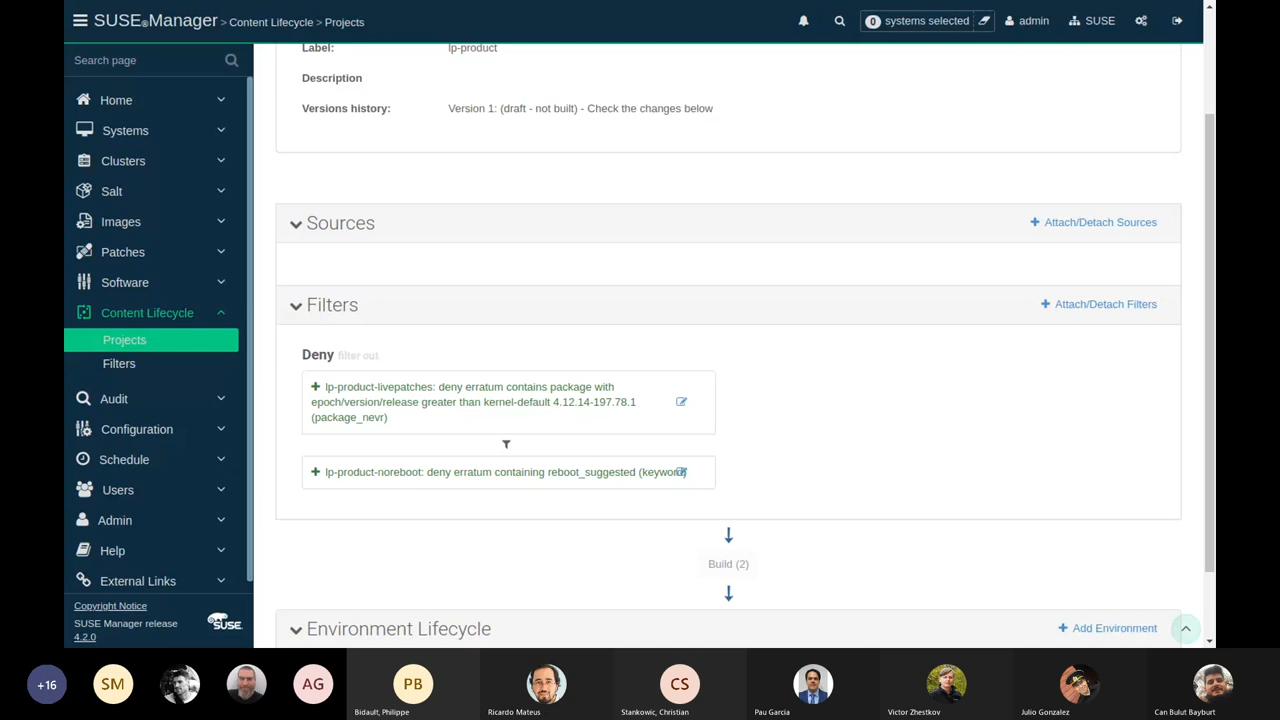 SUSE®Manager > Content Lifecycle > Projects
0 systems selected
admin
SUSE
Search page
Home
Systems
Clusters
Salt
Images
Patches
Software
Content Lifecycle
Projects
Filters
Audit
Configuration
Schedule
Users
Admin
Help
External Links
Copyright Notice
SUSE Manager release
4.2.0
SUSE
Label: lp-product
Description
Versions history: Version 1: (draft - not built) - Check the changes below
Sources
Attach/Detach Sources
Filters
Attach/Detach Filters
Deny filter out
lp-product-livepatches: deny erratum contains package with
epoch/version/release greater than kernel-default 4.12.14-197.78.1
(package_nevr)
lp-product-noreboot: deny erratum containing reboot_suggested (keyword)
Build (2)
Environment Lifecycle
Add Environment
+16
SM
AG
PB
Bidault, Philippe
Ricardo Mateus
CS
Stankovic, Christian
Pau Garcia
Victor Zhestkov
Julio Gonzalez
Can Bulut Bayburt